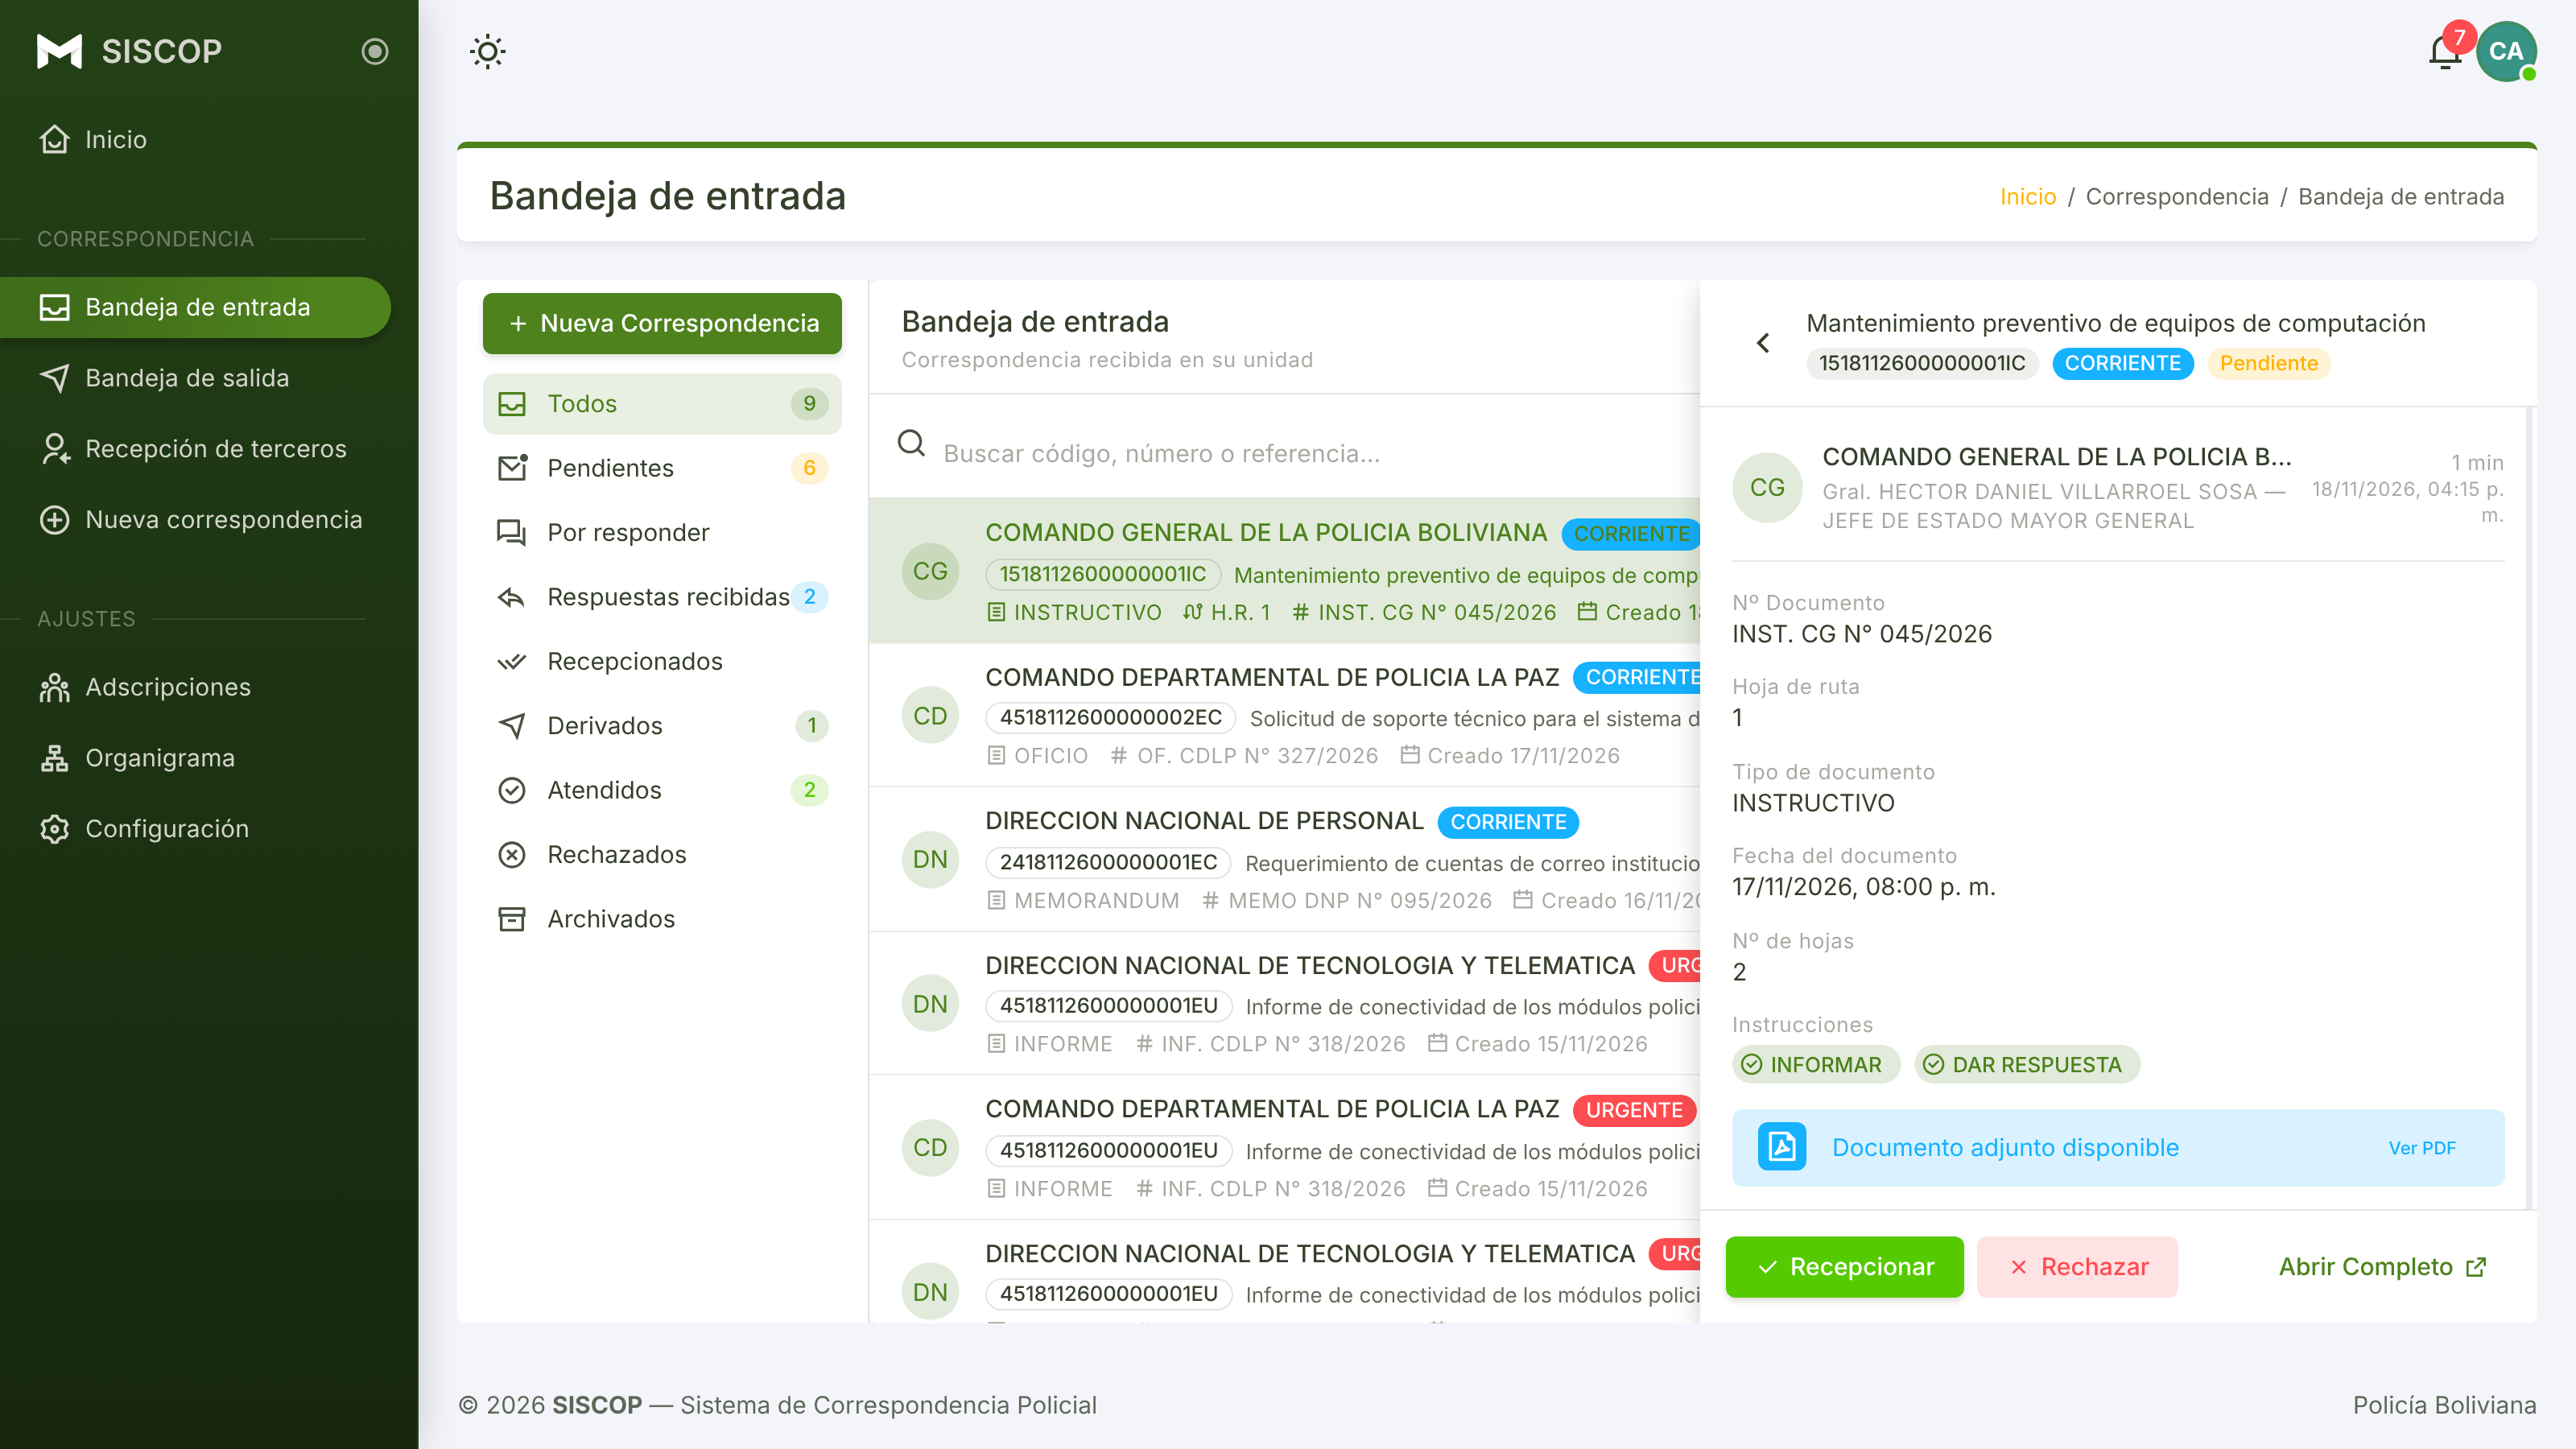 SISCOP
Inicio
CORRESPONDENCIA
Bandeja de entrada
Bandeja de salida
Recepción de terceros
Nueva correspondencia
AJUSTES
Adscripciones
Organigrama
Configuración
7
CA
Bandeja de entrada
Inicio / Correspondencia / Bandeja de entrada
+ Nueva Correspondencia
Todos 9
Pendientes 6
Por responder
Respuestas recibidas 2
Recepcionados
Derivados 1
Atendidos 2
Rechazados
Archivados
Bandeja de entrada
Correspondencia recibida en su unidad
Buscar código, número o referencia...
CG
COMANDO GENERAL DE LA POLICIA BOLIVIANA CORRIENTE
1518112600000001IC Mantenimiento preventivo de equipos de comp
INSTRUCTIVO H.R. 1 # INST. CG N° 045/2026 Creado 18
CD
COMANDO DEPARTAMENTAL DE POLICIA LA PAZ CORRIENTE
4518112600000002EC Solicitud de soporte técnico para el sistema d
OFICIO # OF. CDLP N° 327/2026 Creado 17/11/2026
DN
DIRECCION NACIONAL DE PERSONAL CORRIENTE
2418112600000001EC Requerimiento de cuentas de correo institucio
MEMORANDUM # MEMO DNP N° 095/2026 Creado 16/11/20
DN
DIRECCION NACIONAL DE TECNOLOGIA Y TELEMATICA URG
4518112600000001EU Informe de conectividad de los módulos polici
INFORME # INF. CDLP N° 318/2026 Creado 15/11/2026
CD
COMANDO DEPARTAMENTAL DE POLICIA LA PAZ URGENTE
4518112600000001EU Informe de conectividad de los módulos polici
INFORME # INF. CDLP N° 318/2026 Creado 15/11/2026
DN
DIRECCION NACIONAL DE TECNOLOGIA Y TELEMATICA URG
4518112600000001EU Informe de conectividad de los módulos polici
Mantenimiento preventivo de equipos de computación
1518112600000001IC CORRIENTE Pendiente
CG
COMANDO GENERAL DE LA POLICIA B...
Gral. HECTOR DANIEL VILLARROEL SOSA —
JEFE DE ESTADO MAYOR GENERAL
1 min
18/11/2026, 04:15 p.
m.
Nº Documento
INST. CG N° 045/2026
Hoja de ruta
1
Tipo de documento
INSTRUCTIVO
Fecha del documento
17/11/2026, 08:00 p. m.
Nº de hojas
2
Instrucciones
INFORMAR DAR RESPUESTA
Documento adjunto disponible Ver PDF
Recepcionar Rechazar Abrir Completo
© 2026 SISCOP — Sistema de Correspondencia Policial
Policía Boliviana